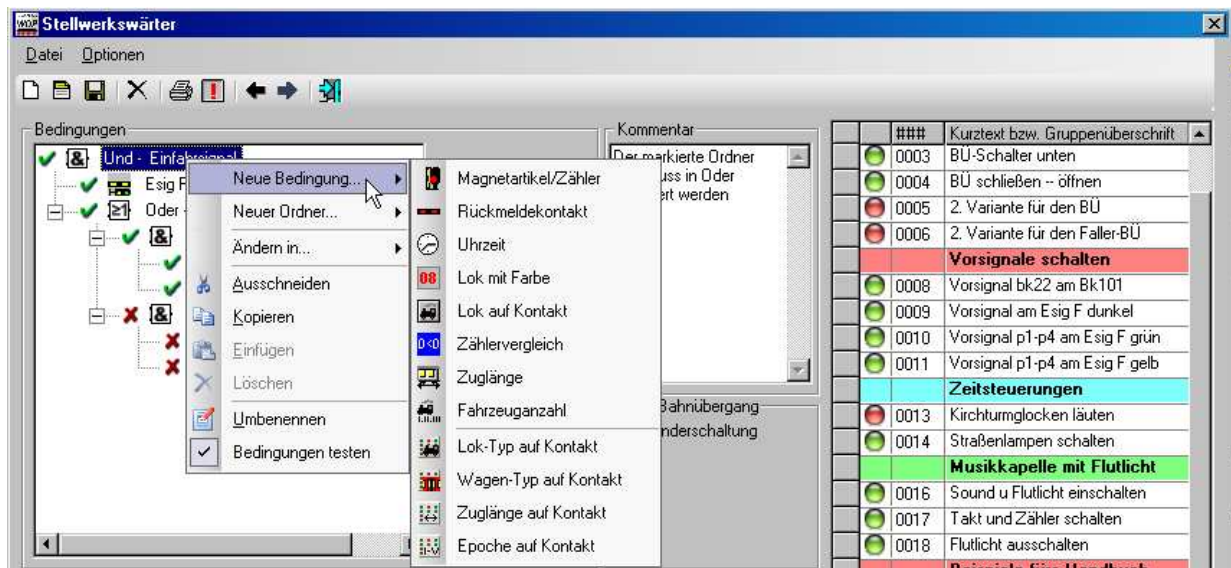 Stellwerkswärter
Datei Optionen
Bedingungen
Und - Einfahrsignal
Esig F
Oder -
Neue Bedingung...
Neuer Ordner...
Ändern in...
Ausschneiden
Kopieren
Einfügen
Löschen
Umbenennen
Bedingungen testen
Magnetartikel/Zähler
Rückmeldekontakt
Uhrzeit
Lok mit Farbe
Lok auf Kontakt
Zählervergleich
Zuglänge
Fahrzeuganzahl
Lok-Typ auf Kontakt
Wagen-Typ auf Kontakt
Zuglänge auf Kontakt
Epoche auf Kontakt
Kommentar
Der markierte Ordner
uss in Oder
ert werden
Bahnübergang
nderschaltung
### Kurztext bzw. Gruppenüberschrift
0003 BÜ-Schalter unten
0004 BÜ schließen -- öffnen
0005 2. Variante für den BÜ
0006 2. Variante für den Faller-BÜ
Vorsignale schalten
0008 Vorsignal bk22 am Bk101
0009 Vorsignal am Esig F dunkel
0010 Vorsignal p1-p4 am Esig F grün
0011 Vorsignal p1-p4 am Esig F gelb
Zeitsteuerungen
0013 Kirchturmglocken läuten
0014 Straßenlampen schalten
Musikkapelle mit Flutlicht
0016 Sound u Flutlicht einschalten
0017 Takt und Zähler schalten
0018 Flutlicht ausschalten
Beispiele fürs Handbuch